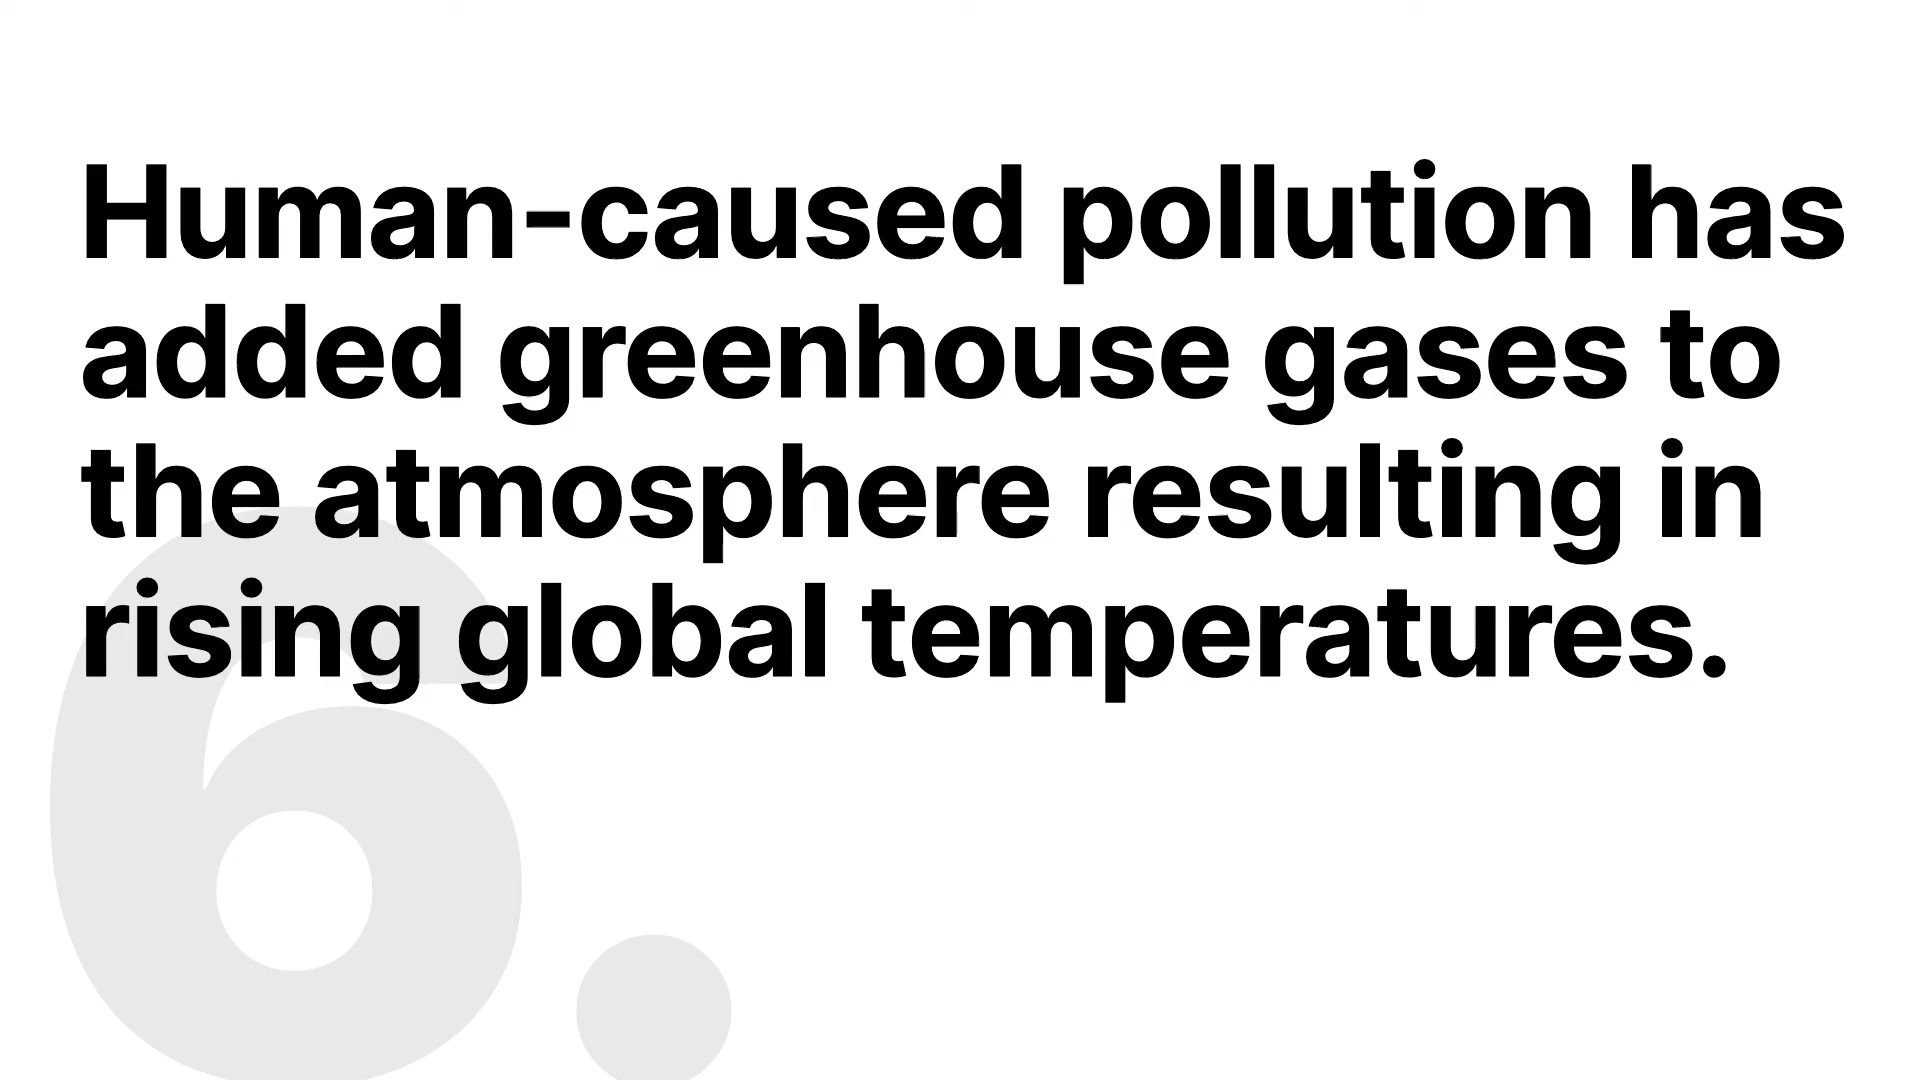 Human-caused pollution has
added greenhouse gases to
the atmosphere resulting in
rising global temperatures.
6.